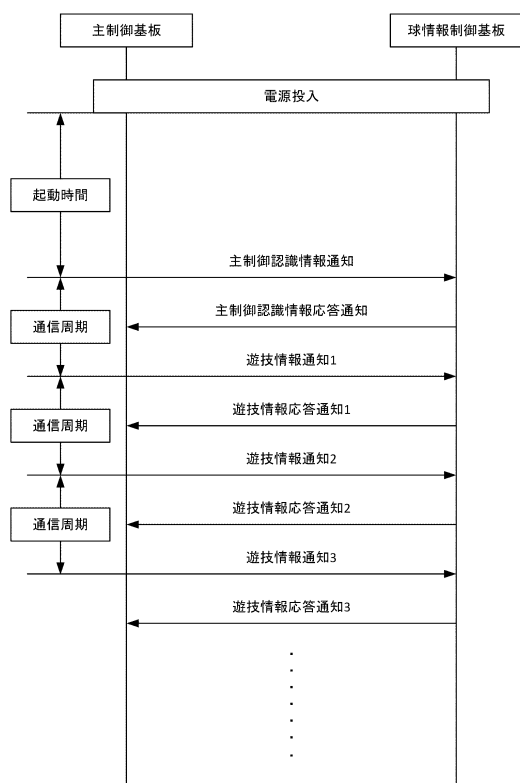 主制御基板
球情報制御基板
電源投入
起動時間
主制御認識情報通知
主制御認識情報応答通知
通信周期
遊技情報通知1
遊技情報応答通知1
通信周期
遊技情報通知2
遊技情報応答通知2
通信周期
遊技情報通知3
遊技情報応答通知3